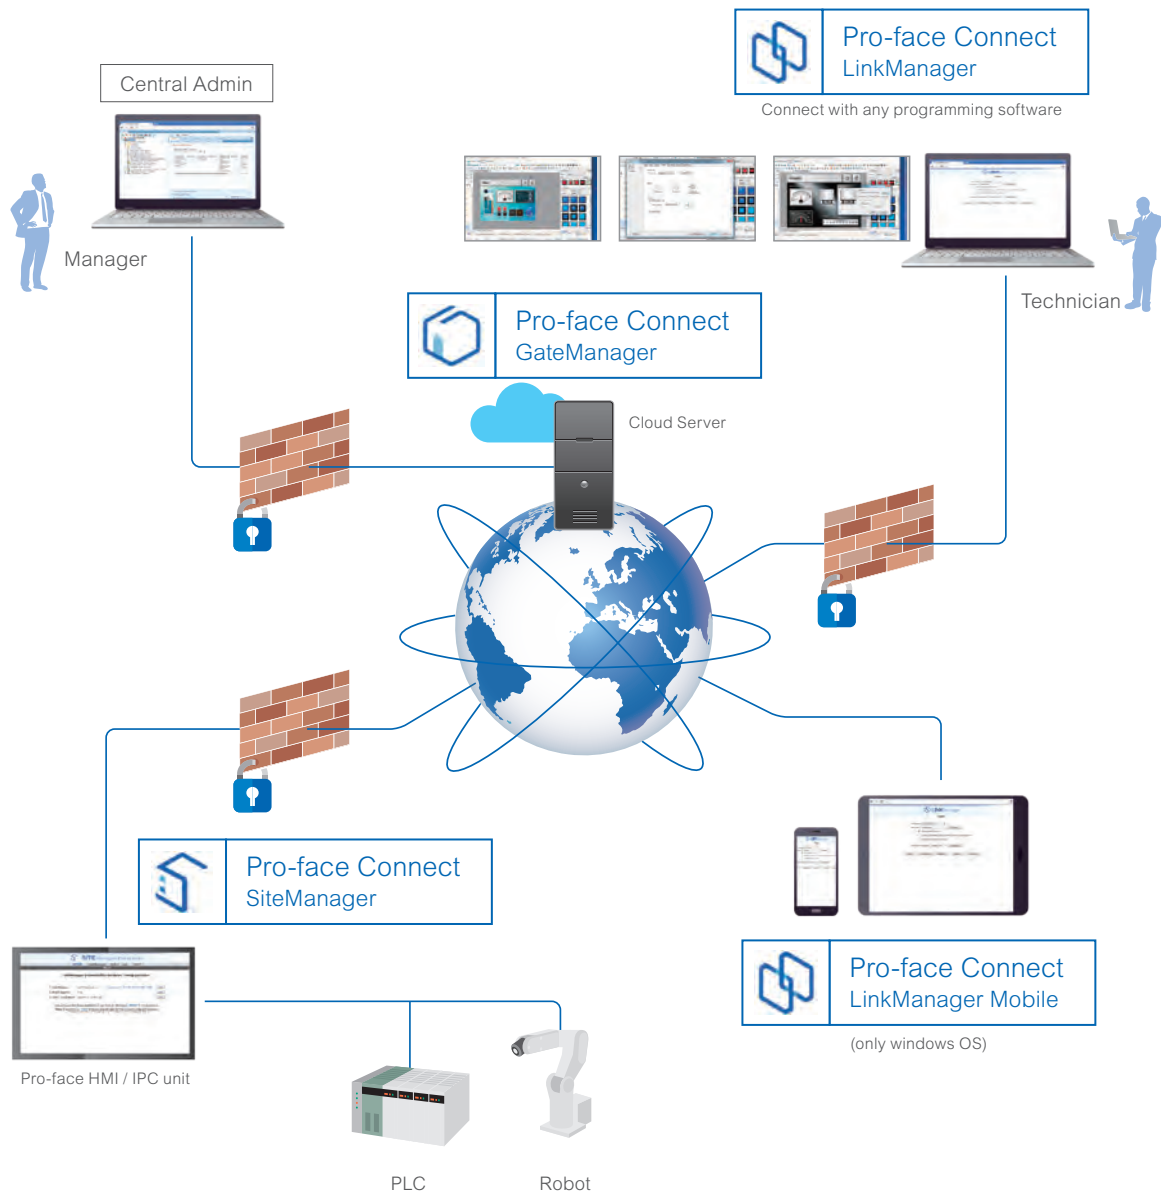 Pro-face Connect
LinkManager
Connect with any programming software
Central Admin
Manager
Technician
Pro-face Connect
GateManager
Cloud Server
Pro-face Connect
SiteManager
Pro-face HMI / IPC unit
PLC
Robot
Pro-face Connect
LinkManager Mobile
(only windows OS)